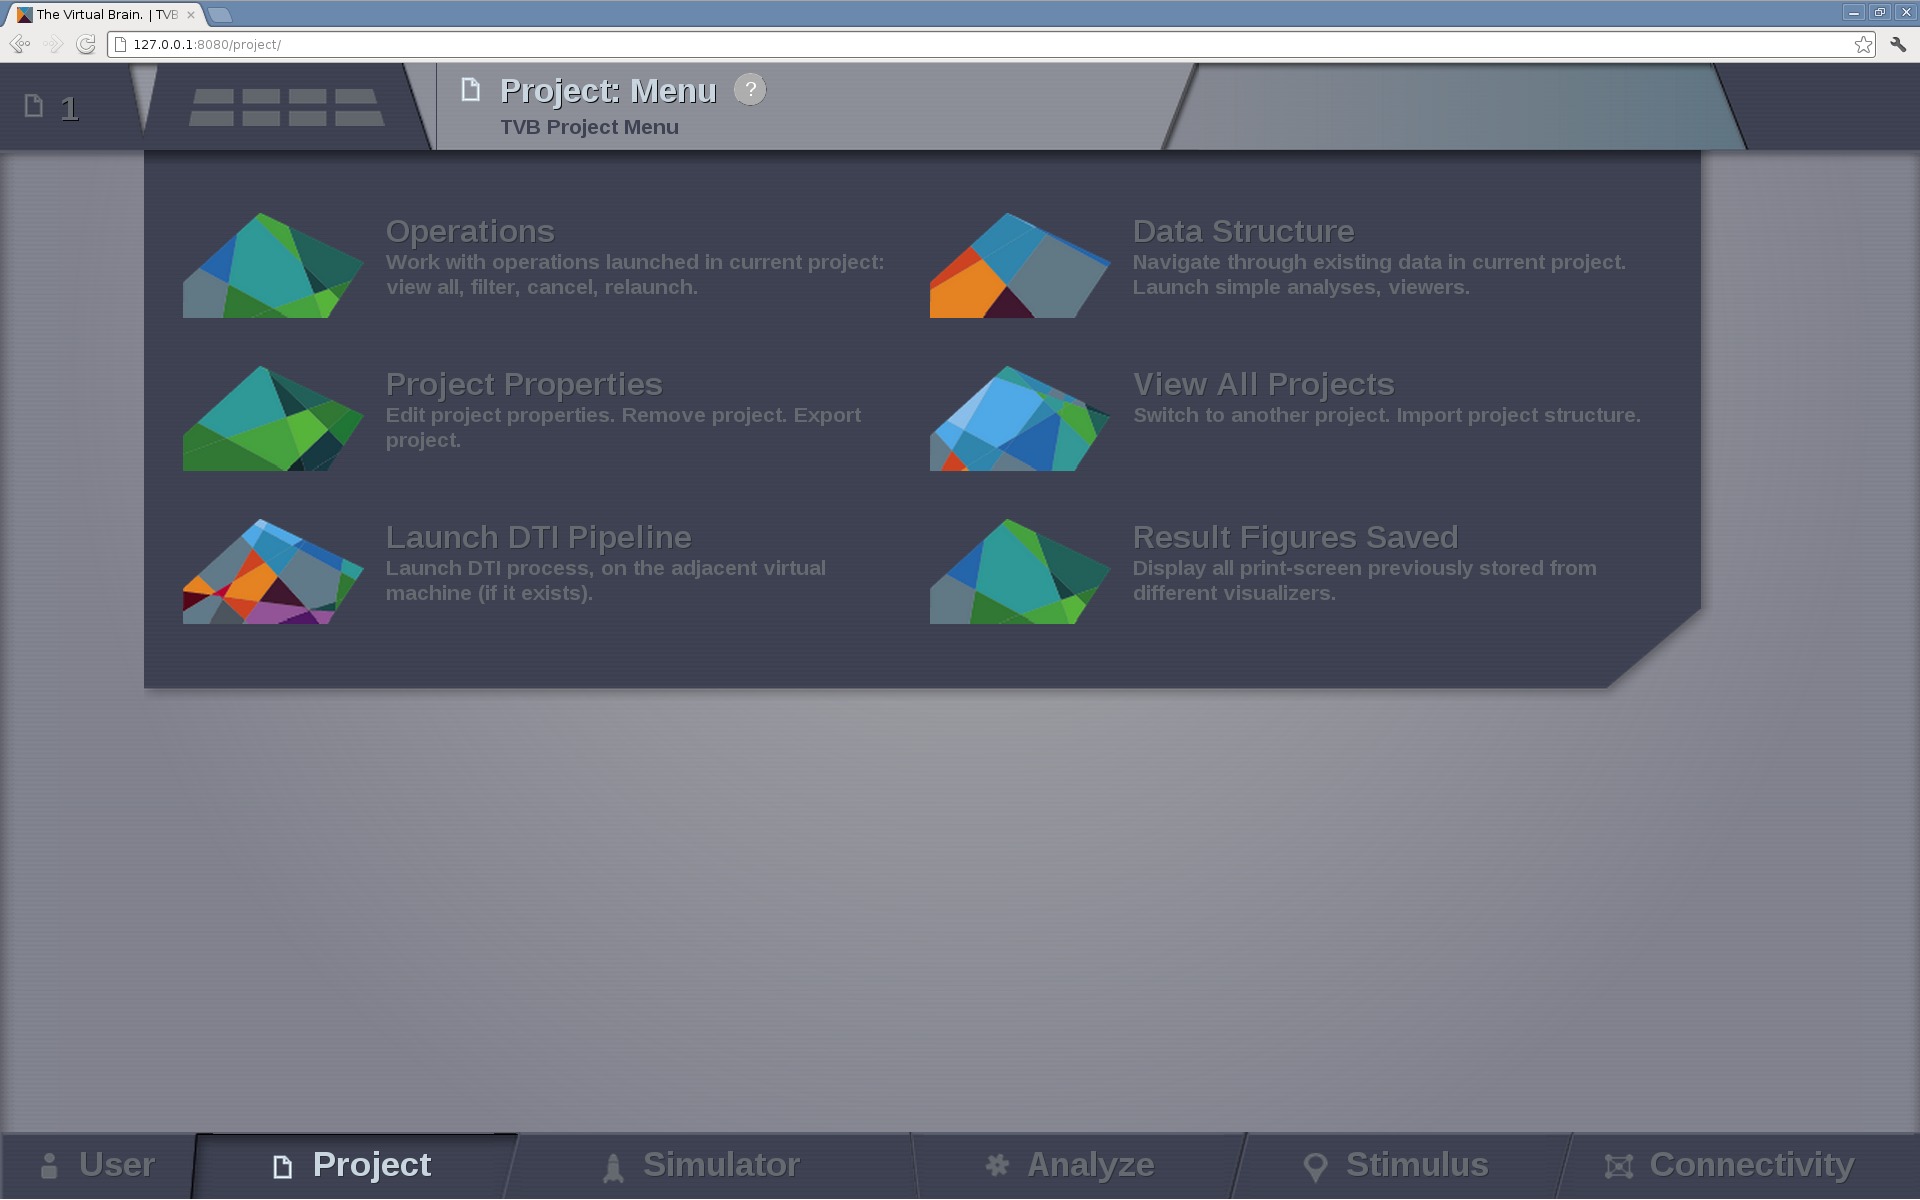 The Virtual Brain. | TVB
127.0.0.1:8080/project/
1
Project: Menu ?
TVB Project Menu
Operations
Work with operations launched in current project:
view all, filter, cancel, relaunch.
Data Structure
Navigate through existing data in current project.
Launch simple analyses, viewers.
Project Properties
Edit project properties. Remove project. Export
project.
View All Projects
Switch to another project. Import project structure.
Launch DTI Pipeline
Launch DTI process, on the adjacent virtual
machine (if it exists).
Result Figures Saved
Display all print-screen previously stored from
different visualizers.
User
Project
Simulator
Analyze
Stimulus
Connectivity